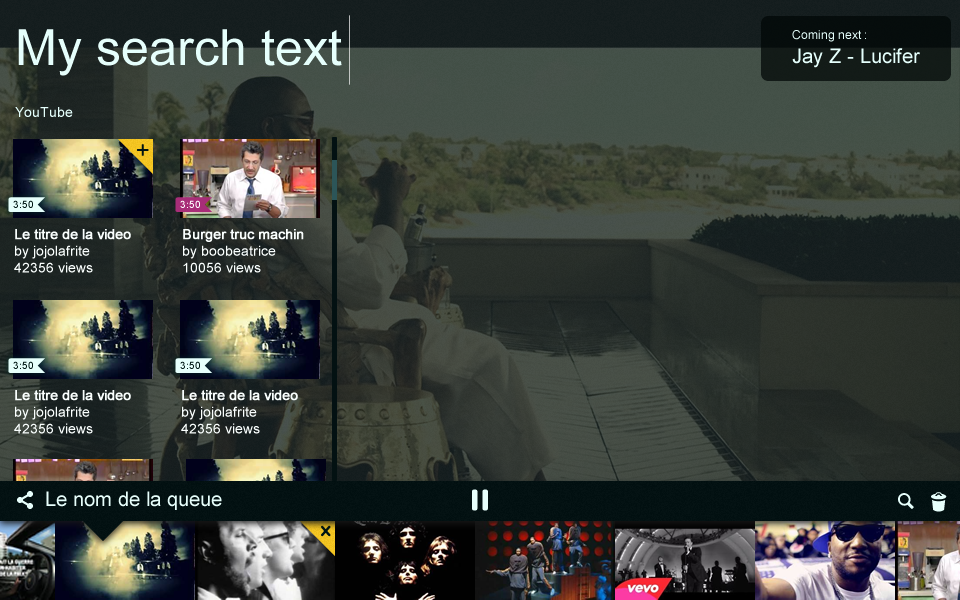 My search text
Coming next :
Jay Z - Lucifer
YouTube
3:50
3:50
Le titre de la video
by jojolafrite
42356 views
Burger truc machin
by boobeatrice
10056 views
3:50
3:50
Le titre de la video
by jojolafrite
42356 views
Le titre de la video
by jojolafrite
42356 views
Le nom de la queue
vevo